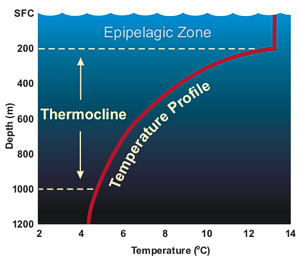 SFC
Epipelagic Zone
200
400
Thermocline
Temperature Profile
600
Depth (m)
800
1000
1200
2 4 6 8 10 12 14
Temperature (°C)